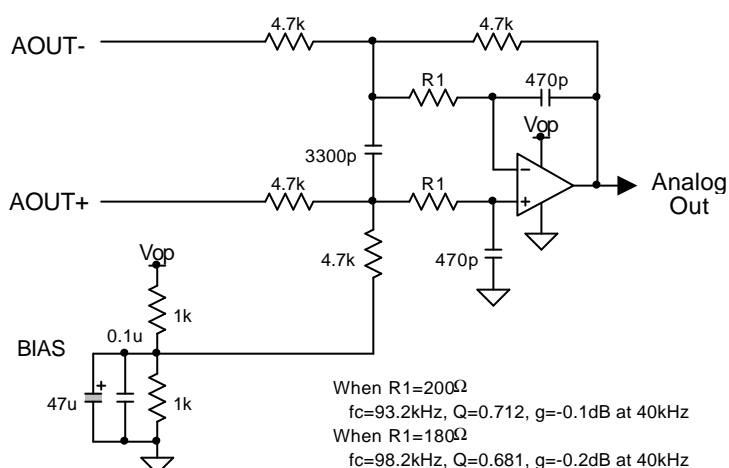 4.7k
4.7k
AOUT-
R1
470p
Vop
3300p
4.7k
R1
Analog
Out
AOUT+
Vop
4.7k
470p
1k
0.1u
BIAS
47u
1k
When R1=200Ω
fc=93.2kHz, Q=0.712, g=-0.1dB at 40kHz
When R1=180Ω
fc=98.2kHz, Q=0.681, g=-0.2dB at 40kHz